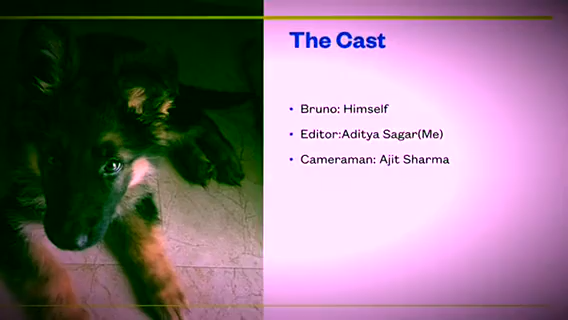 The Cast
• Bruno: Himself
• Editor:Aditya Sagar(Me)
• Cameraman: Ajit Sharma